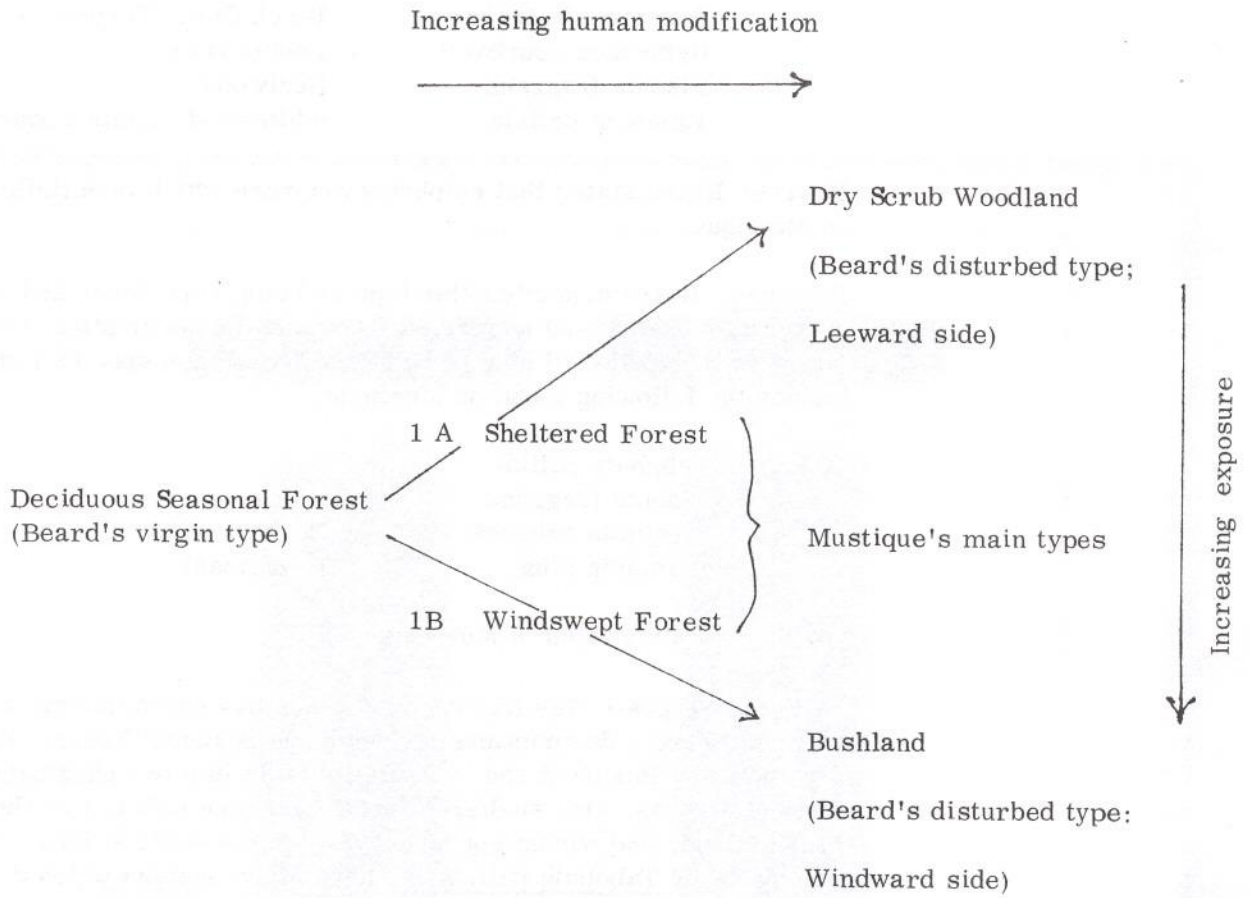 Increasing human modification
Dry Scrub Woodland
(Beard's disturbed type;
Leeward side)
1 A Sheltered Forest
Deciduous Seasonal Forest
(Beard's virgin type)
Mustique's main types
1B Windswept Forest
Increasing exposure
Bushland
(Beard's disturbed type:
Windward side)